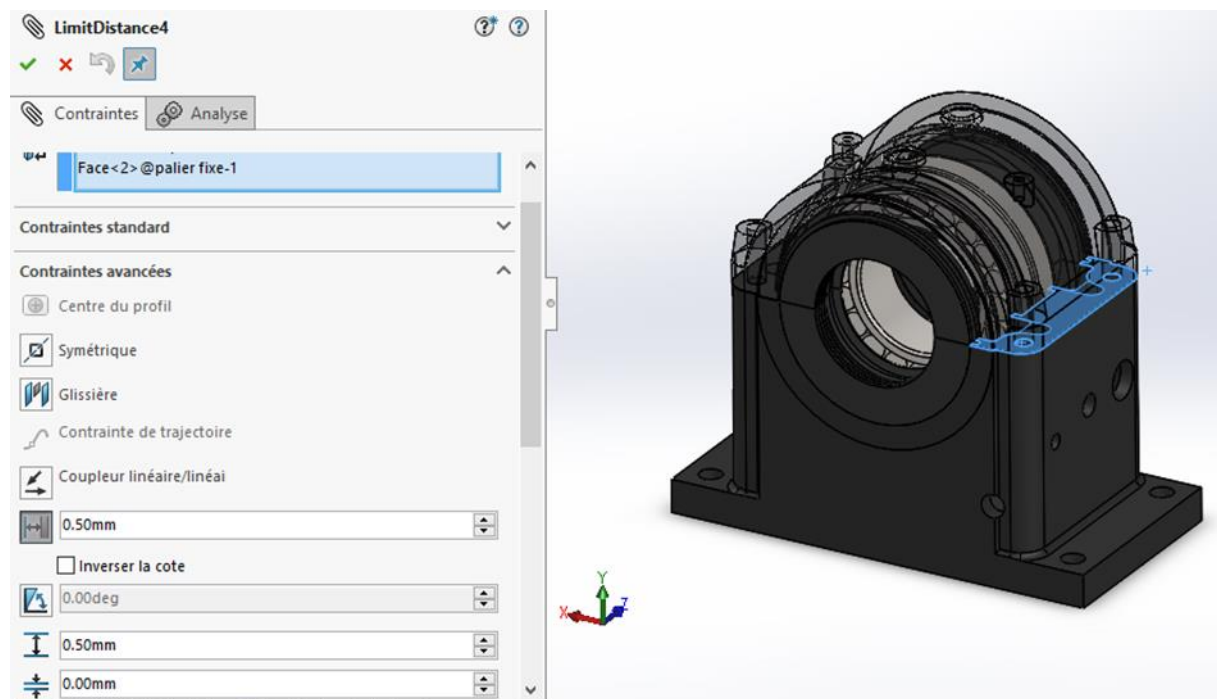 LimitDistance4
Contraintes
Analyse
Face<2>@palier fixe-1
Contraintes standard
Contraintes avancées
Centre du profil
Symétrique
Glissière
Contrainte de trajectoire
Coupleur linéaire/linéai
0.50mm
Inverser la cote
0.00deg
0.50mm
0.00mm
Y
X
Z